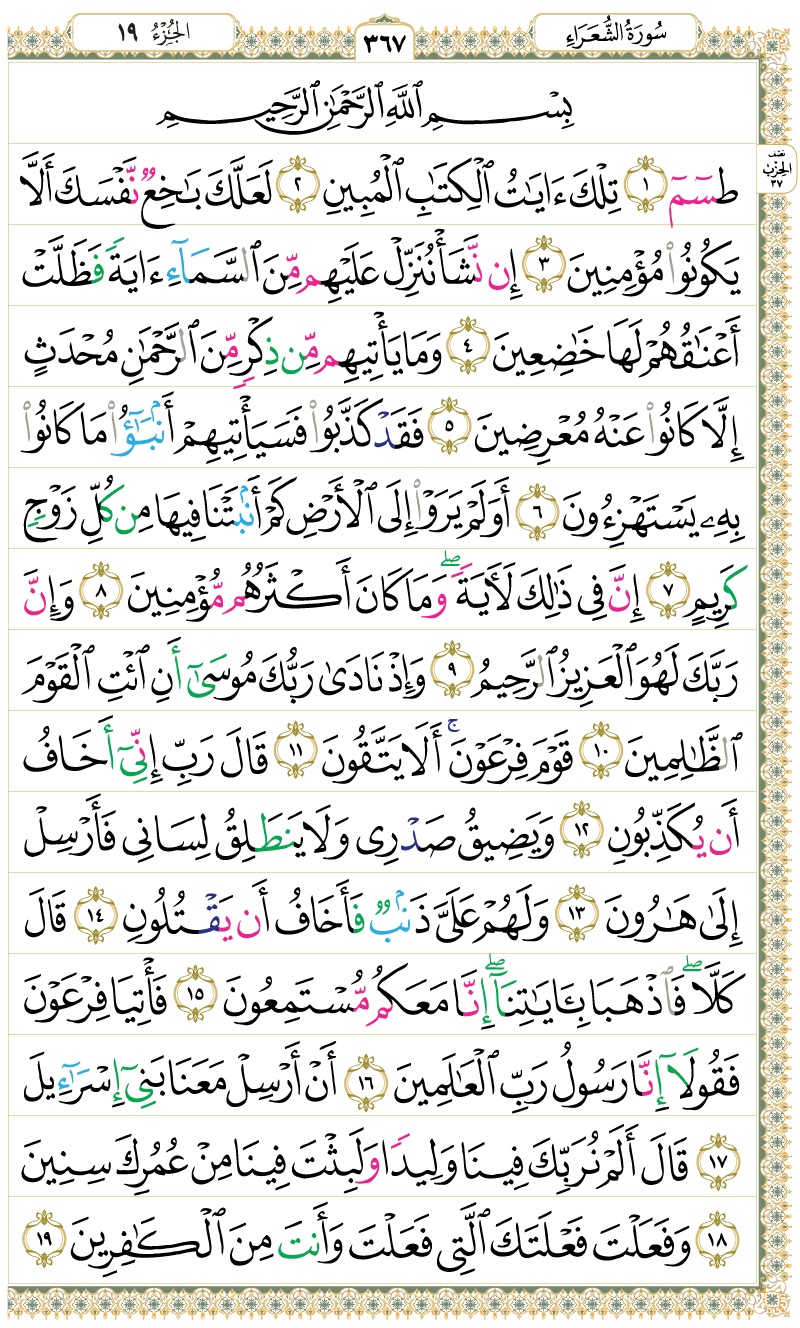 سُورَةُ الشُّعَرَاءِ
٣٦٧
الجُزْءُ ١٩
نصف
الحزب
٣٧
بِسْمِ ٱللَّهِ ٱلرَّحْمَٰنِ ٱلرَّحِيمِ
طسٓمٓ ١ تِلْكَ ءَايَٰتُ ٱلْكِتَٰبِ ٱلْمُبِينِ ٢ لَعَلَّكَ بَٰخِعٌ نَّفْسَكَ أَلَّا
يَكُونُوا۟ مُؤْمِنِينَ ٣ إِن نَّشَأْ نُنَزِّلْ عَلَيْهِم مِّنَ ٱلسَّمَآءِ ءَايَةً فَظَلَّتْ
أَعْنَٰقُهُمْ لَهَا خَٰضِعِينَ ٤ وَمَا يَأْتِيهِم مِّن ذِكْرٍ مِّنَ ٱلرَّحْمَٰنِ مُحْدَثٍ
إِلَّا كَانُوا۟ عَنْهُ مُعْرِضِينَ ٥ فَقَدْ كَذَّبُوا۟ فَسَيَأْتِيهِمْ أَنۢبَٰٓؤُا۟ مَا كَانُوا۟
بِهِۦ يَسْتَهْزِءُونَ ٦ أَوَلَمْ يَرَوْا۟ إِلَى ٱلْأَرْضِ كَمْ أَنۢبَتْنَا فِيهَا مِن كُلِّ زَوْجٍ
كَرِيمٍ ٧ إِنَّ فِى ذَٰلِكَ لَءَايَةً ۖ وَمَا كَانَ أَكْثَرُهُم مُّؤْمِنِينَ ٨ وَإِنَّ
رَبَّكَ لَهُوَ ٱلْعَزِيزُ ٱلرَّحِيمُ ٩ وَإِذْ نَادَىٰ رَبُّكَ مُوسَىٰٓ أَنِ ٱئْتِ ٱلْقَوْمَ
ٱلظَّٰلِمِينَ ١٠ قَوْمَ فِرْعَوْنَ ۚ أَلَا يَتَّقُونَ ١١ قَالَ رَبِّ إِنِّىٓ أَخَافُ
أَن يُكَذِّبُونِ ١٢ وَيَضِيقُ صَدْرِى وَلَا يَنطَلِقُ لِسَانِى فَأَرْسِلْ
إِلَىٰ هَٰرُونَ ١٣ وَلَهُمْ عَلَىَّ ذَنۢبٌ فَأَخَافُ أَن يَقْتُلُونِ ١٤ قَالَ
كَلَّا ۖ فَٱذْهَبَا بِـَٔايَٰتِنَآ ۖ إِنَّا مَعَكُم مُّسْتَمِعُونَ ١٥ فَأْتِيَا فِرْعَوْنَ
فَقُولَآ إِنَّا رَسُولُ رَبِّ ٱلْعَٰلَمِينَ ١٦ أَنْ أَرْسِلْ مَعَنَا بَنِىٓ إِسْرَٰٓءِيلَ
١٧ قَالَ أَلَمْ نُرَبِّكَ فِينَا وَلِيدًا وَلَبِثْتَ فِينَا مِنْ عُمُرِكَ سِنِينَ
١٨ وَفَعَلْتَ فَعْلَتَكَ ٱلَّتِى فَعَلْتَ وَأَنتَ مِنَ ٱلْكَٰفِرِينَ ١٩